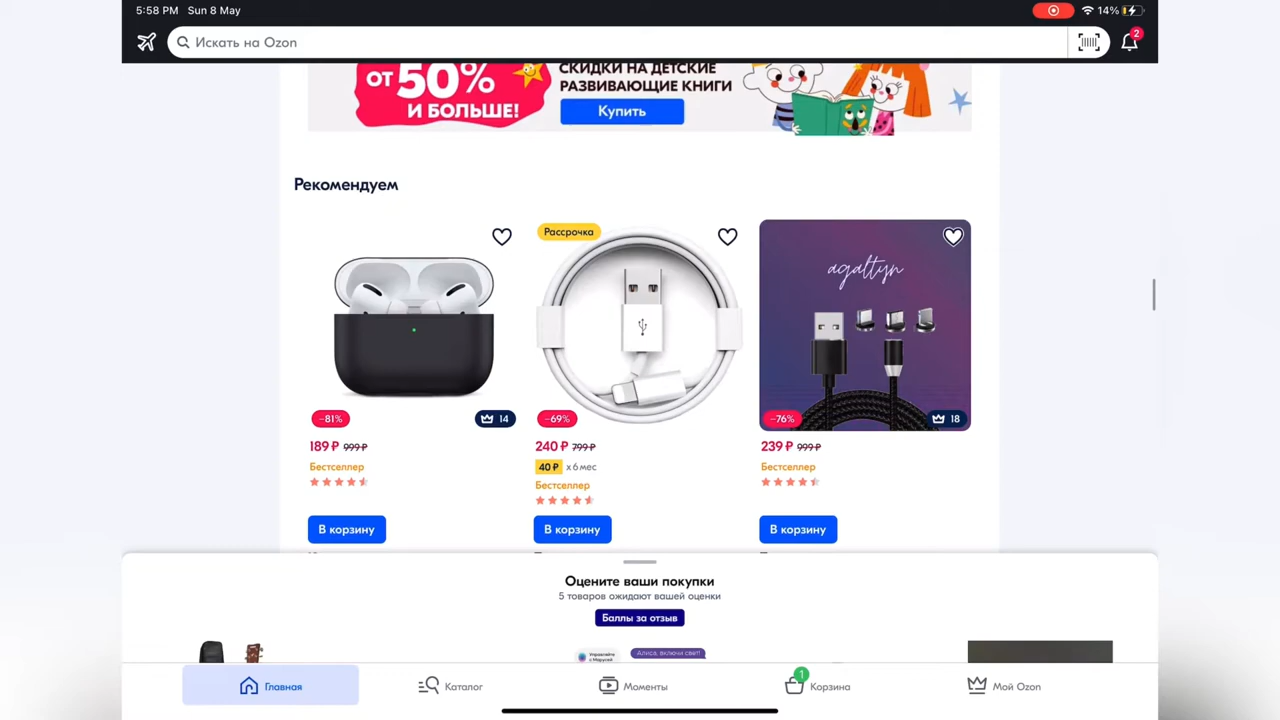 5:58 PM Sun 8 May
14%
Искать на Ozon
2
ОТ 50%
И БОЛЬШЕ!
СКИДКИ НА ДЕТСКИЕ
РАЗВИВАЮЩИЕ КНИГИ
Купить
Рекомендуем
Рассрочка
agaltyn
−81%
14
−69%
−76%
18
189 ₽ 999 ₽
240 ₽ 799 ₽
239 ₽ 999 ₽
Бестселлер
40 ₽ x 6 мес
Бестселлер
Бестселлер
В корзину
В корзину
В корзину
Оцените ваши покупки
5 товаров ожидают вашей оценки
Баллы за отзыв
Управляйте
с Марусей
Алиса, включи свет!
Главная
Каталог
Моменты
1
Корзина
Мой Ozon